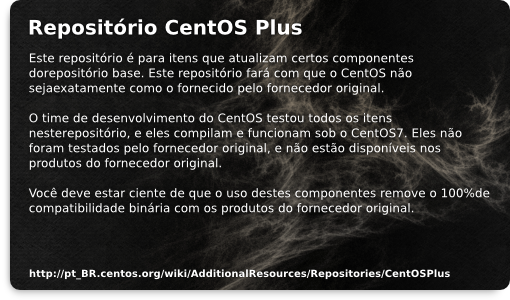 Repositório CentOS Plus
Este repositório é para itens que atualizam certos componentes
dorepositório base. Este repositório fará com que o CentOS não
sejaexatamente como o fornecido pelo fornecedor original.
O time de desenvolvimento do CentOS testou todos os itens
nesterepositório, e eles compilam e funcionam sob o CentOS7. Eles não
foram testados pelo fornecedor original, e não estão disponíveis nos
produtos do fornecedor original.
Você deve estar ciente de que o uso destes componentes remove o 100%de
compatibilidade binária com os produtos do fornecedor original.
http://pt_BR.centos.org/wiki/AdditionalResources/Repositories/CentOSPlus